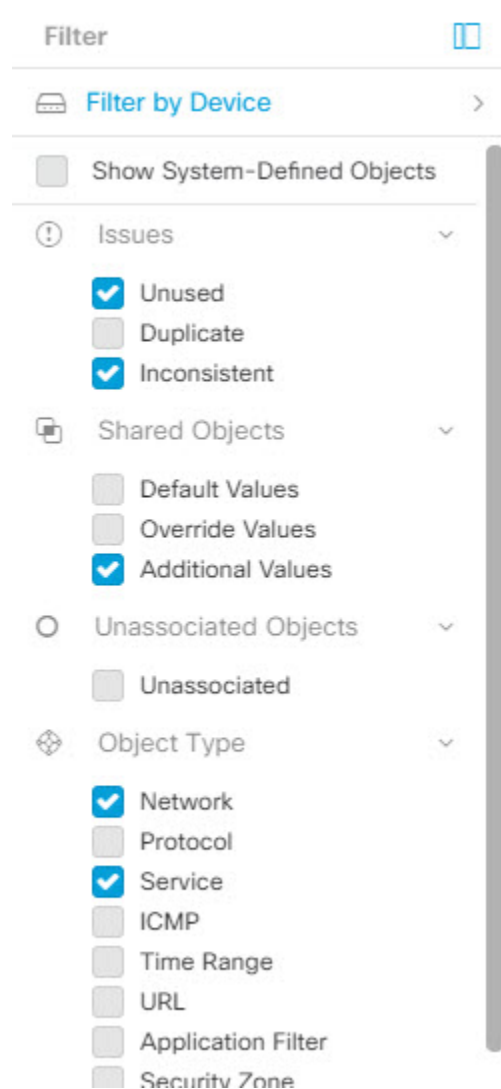 Filter
Filter by Device
Show System-Defined Objects
Issues
Unused
Duplicate
Inconsistent
Shared Objects
Default Values
Override Values
Additional Values
Unassociated Objects
Unassociated
Object Type
Network
Protocol
Service
ICMP
Time Range
URL
Application Filter
Security Zone